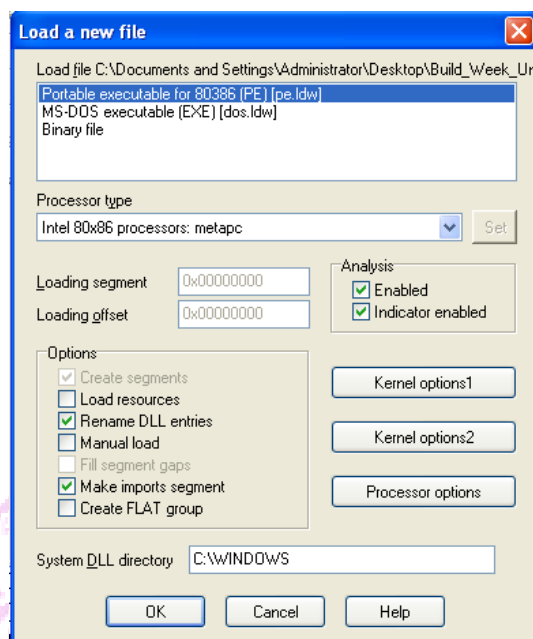 Load a new file
Load file C:\Documents and Settings\Administrator\Desktop\Build_Week_Ur
Portable executable for 80386 (PE) [pe.ldw]
MS-DOS executable (EXE) [dos.ldw]
Binary file
Processor type
Intel 80x86 processors: metapc
Set
Loading segment
0x00000000
Loading offset
0x00000000
Analysis
Enabled
Indicator enabled
Options
Create segments
Load resources
Rename DLL entries
Manual load
Fill segment gaps
Make imports segment
Create FLAT group
Kernel options1
Kernel options2
Processor options
System DLL directory
C:\WINDOWS
OK
Cancel
Help